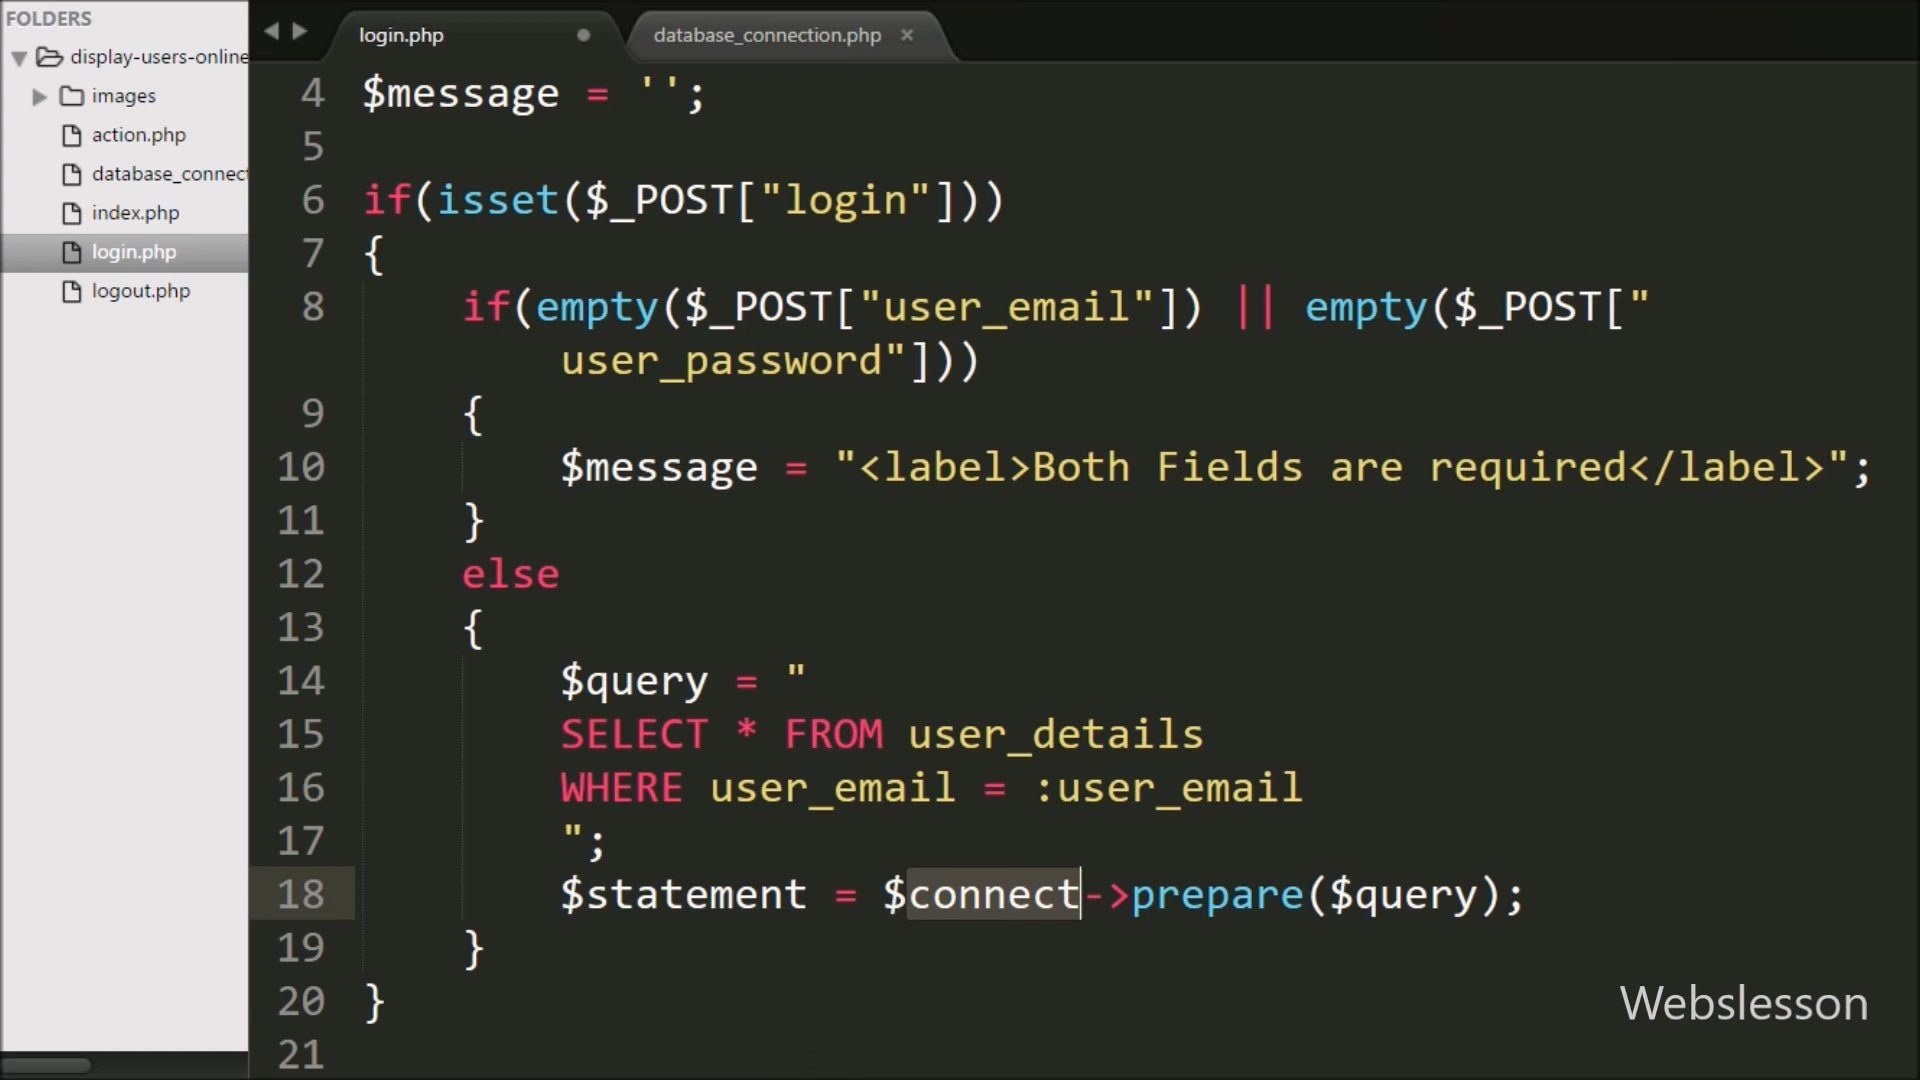 FOLDERS
display-users-online
images
action.php
database_connect
index.php
login.php
logout.php
login.php
database_connection.php
4 $message = '';
5
6 if(isset($_POST["login"]))
7 {
8 if(empty($_POST["user_email"]) || empty($_POST["
user_password"]))
9 {
10 $message = "<label>Both Fields are required</label>";
11 }
12 else
13 {
14 $query = "
15 SELECT * FROM user_details
16 WHERE user_email = :user_email
17 ";
18 $statement = $connect->prepare($query);
19 }
20 }
21
Webslesson